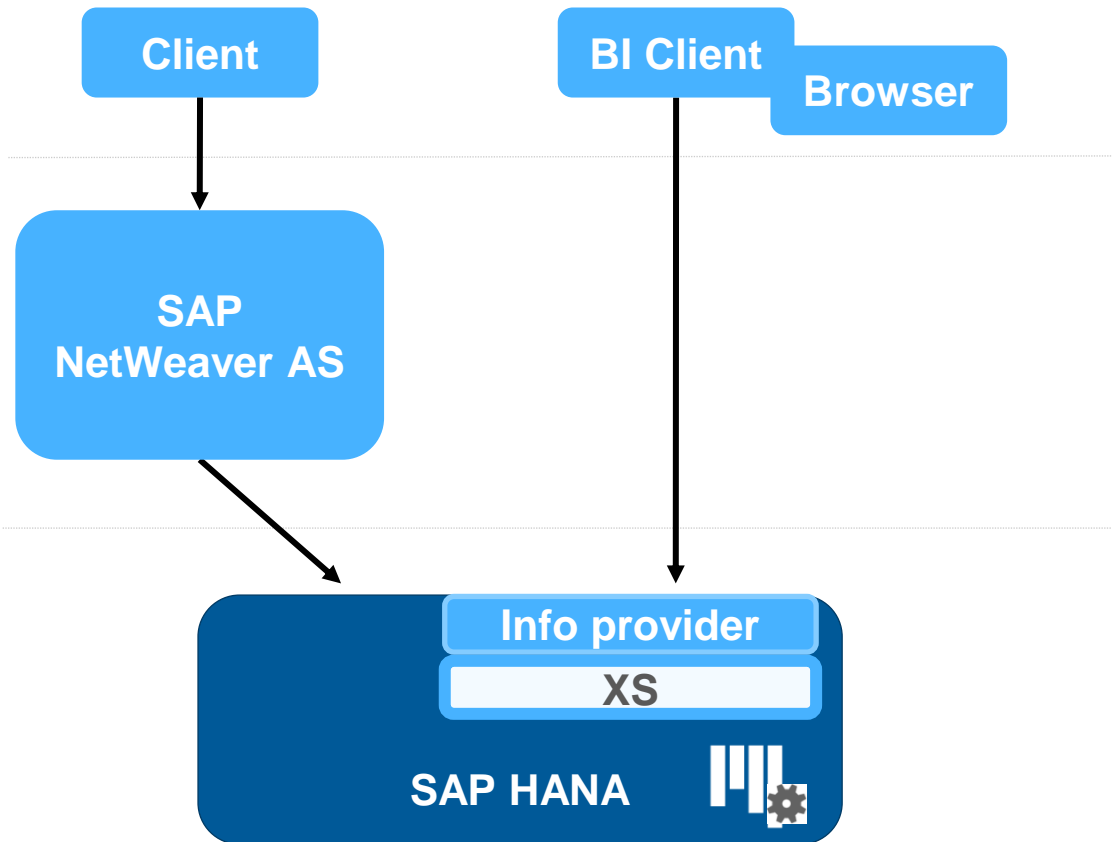 Client
BI Client
Browser
SAP
NetWeaver AS
Info provider
XS
SAP HANA